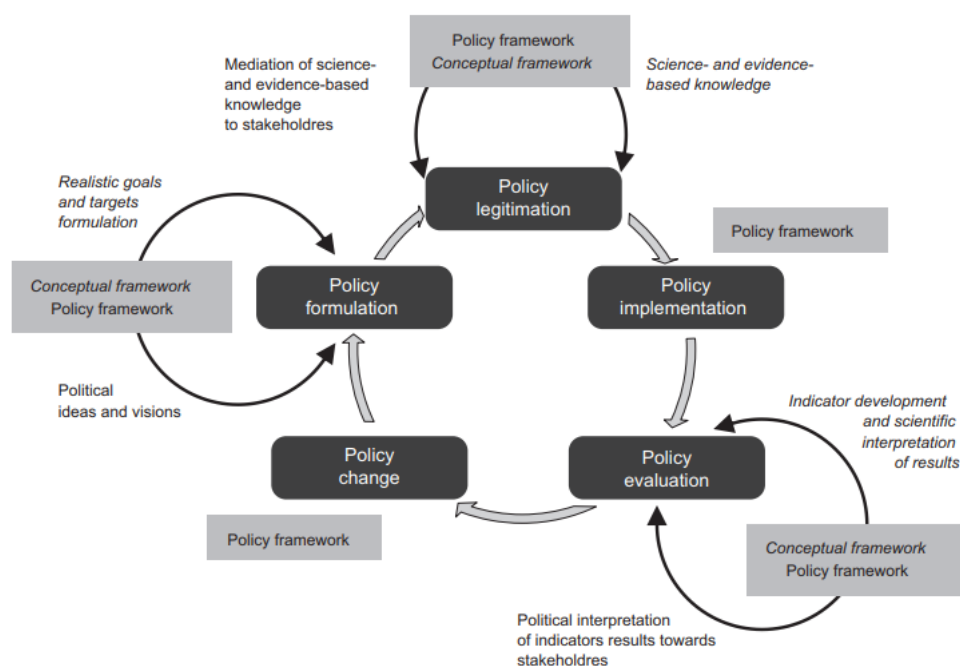 Policy framework
Conceptual framework
Mediation of science-
and evidence-based
knowledge
to stakeholdres
Science- and evidence-
based knowledge
Policy
legitimation
Realistic goals
and targets
formulation
Policy framework
Conceptual framework
Policy framework
Policy
formulation
Policy
implementation
Political
ideas and visions
Indicator development
and scientific
interpretation
of results
Policy
change
Policy
evaluation
Policy framework
Conceptual framework
Policy framework
Political interpretation
of indicators results towards
stakeholdres